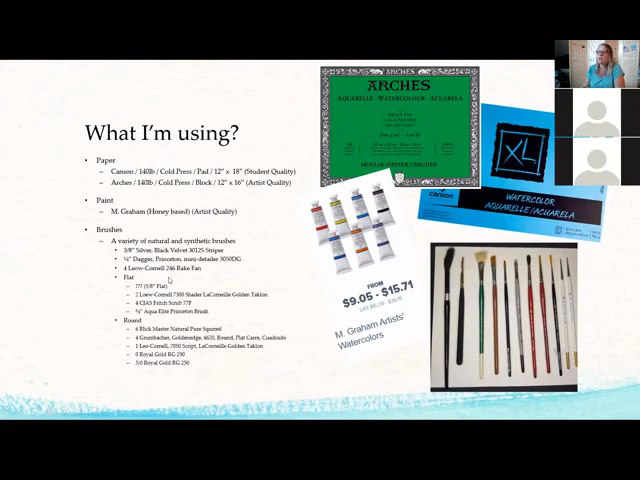 What I'm using?
Paper
Canson / 140lb / Cold Press / Pad / 12" x 18" (Student Quality)
Arches / 140lb / Cold Press / Block / 12" x 16" (Artist Quality)
Paint
M. Graham (Honey based) (Artist Quality)
Brushes
A variety of natural and synthetic brushes
3/8" Silver, Black Velvet 3012S Striper
¼" Dagger, Princeton, mini-detailer 3050DG
4 Leow-Cornell 246 Rake Fan
Flat
??? (3/8" Flat)
2 Loew-Cornell 7300 Shader LaCorneille Golden Taklon
4 CJAS Fitch Scrub 77F
¾" Aqua Elite Princeton Brush
Round
6 Blick Master Natural Pure Squirrel
4 Grumbacher, Goldenedge, 4620, Round, Plat Carre, Cuadrado
1 Leo-Cornell, 7050 Script, LaCorneille Golden Taklon
0 Royal Gold RG 250
5/0 Royal Gold RG 250
ARCHES
AQUARELLE · WATERCOLOUR · ACUARELA
XL
CANSON
WATERCOLOR
AQUARELLE/ACUARELA
FROM
$9.05 - $15.71
M. Graham Artists'
Watercolors